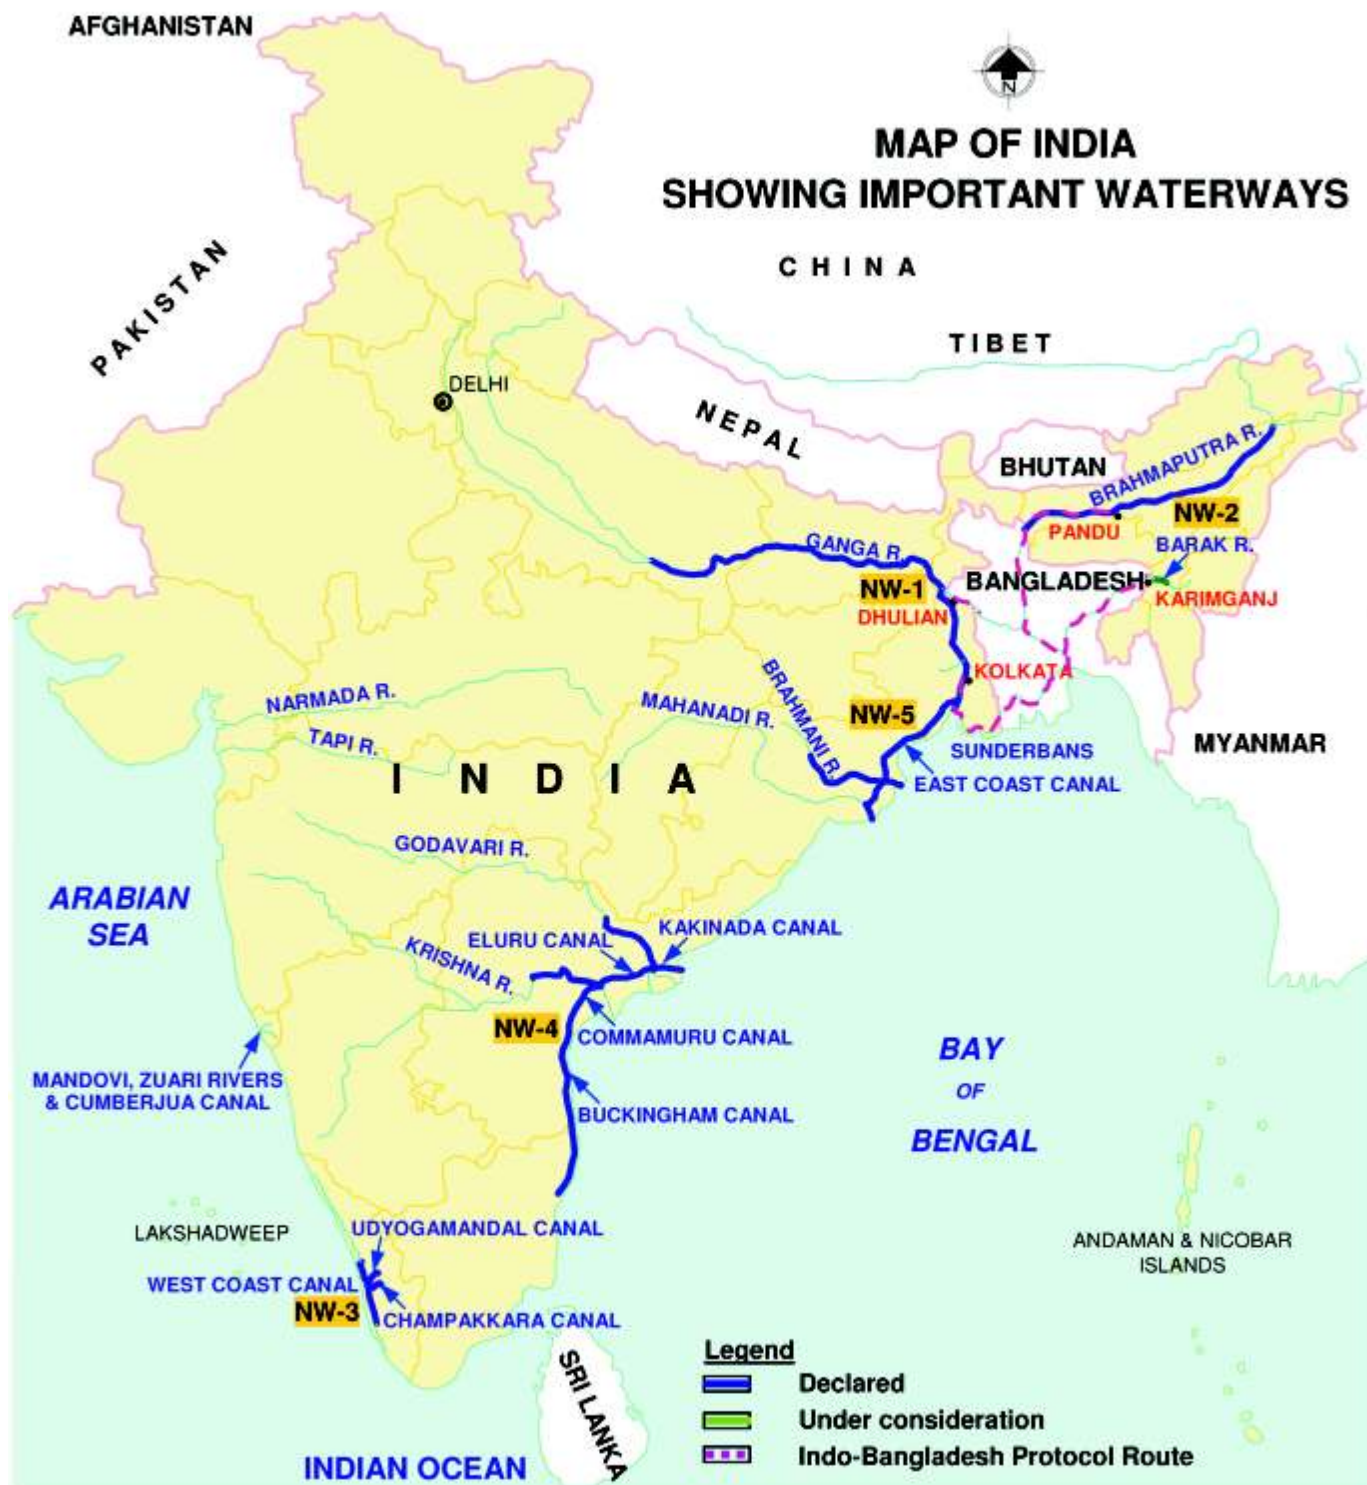 AFGHANISTAN
N
MAP OF INDIA
SHOWING IMPORTANT WATERWAYS
CHINA
PAKISTAN
TIBET
DELHI
NEPAL
BHUTAN
BRAHMAPUTRA R.
NW-2
PANDU
BARAK R.
GANGA R.
NW-1
BANGLADESH
KARIMGANJ
DHULIAN
KOLKATA
NARMADA R.
MAHANADI R.
BRAHMANI R.
NW-5
TAPI R.
SUNDERBANS
MYANMAR
INDIA
EAST COAST CANAL
GODAVARI R.
ARABIAN
SEA
KAKINADA CANAL
ELURU CANAL
KRISHNA R.
NW-4
COMMAMURU CANAL
BAY
OF
BENGAL
MANDOVI, ZUARI RIVERS
& CUMBERJUA CANAL
BUCKINGHAM CANAL
LAKSHADWEEP
UDYOGAMANDAL CANAL
ANDAMAN & NICOBAR
ISLANDS
WEST COAST CANAL
NW-3
CHAMPAKKARA CANAL
SRI LANKA
Legend
Declared
Under consideration
Indo-Bangladesh Protocol Route
INDIAN OCEAN